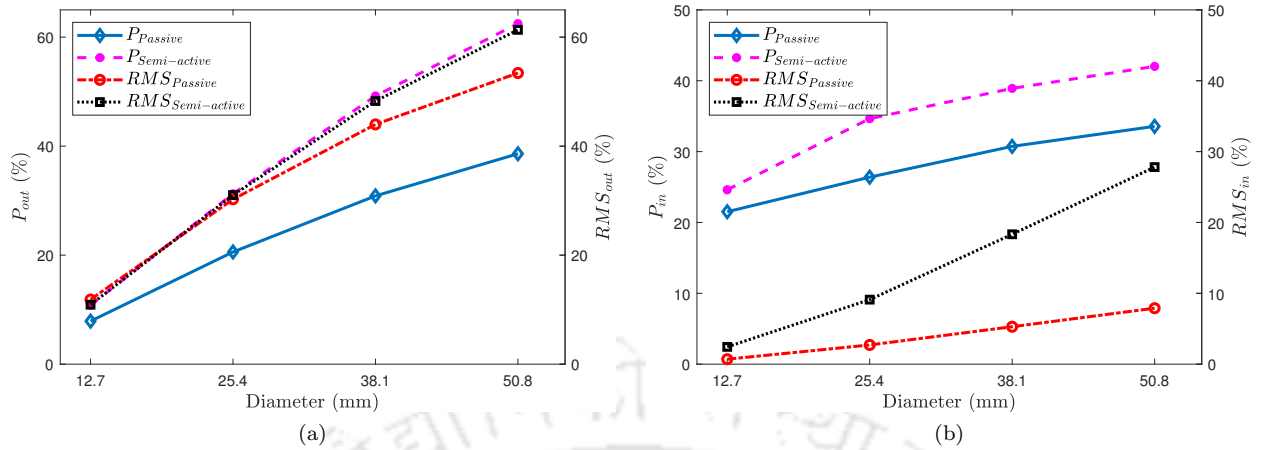 P_Passive
P_Semi−active
RMS_Passive
RMS_Semi−active
60
40
20
0
60
40
20
0
P_out (%)
RMS_out (%)
12.7 25.4 38.1 50.8
Diameter (mm)
(a)
P_Passive
P_Semi−active
RMS_Passive
RMS_Semi−active
50
40
30
20
10
0
50
40
30
20
10
0
P_in (%)
RMS_in (%)
12.7 25.4 38.1 50.8
Diameter (mm)
(b)